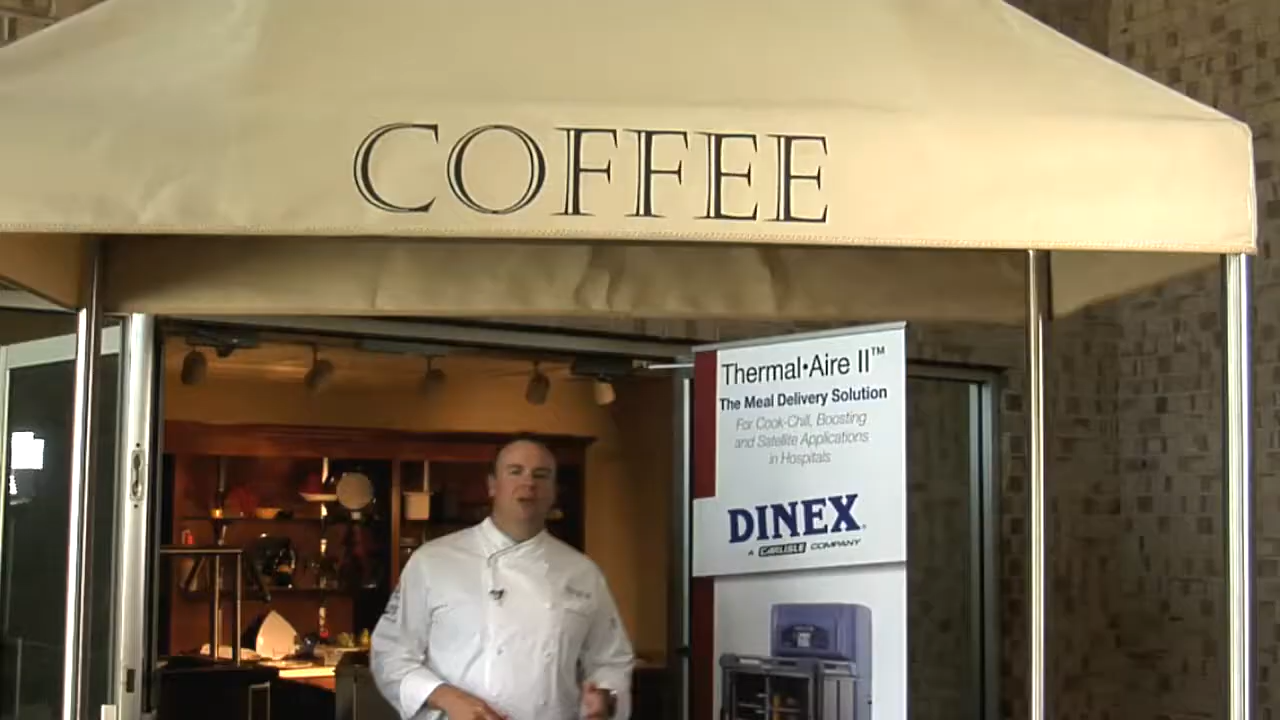 COFFEE
Thermal•Aire II™
The Meal Delivery Solution
For Cook-Chill, Boosting
and Satellite Applications
in Hospitals
DINEX
A CARLISLE COMPANY